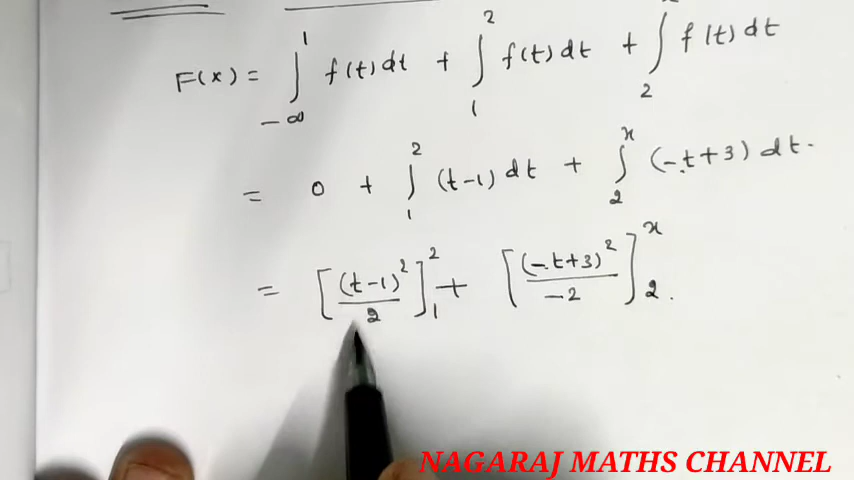 F(x) = ∫_{-∞}^{1} f(t) dt + ∫_{1}^{2} f(t) dt + ∫_{2} f(t) dt
= 0 + ∫_{1}^{2} (t-1) dt + ∫_{2}^{x} (-t+3) dt.
= [(t-1)^2 / 2]_{1}^{2} + [(-t+3)^2 / -2]_{2}^{x}.
NAGARAJ MATHS CHANNEL